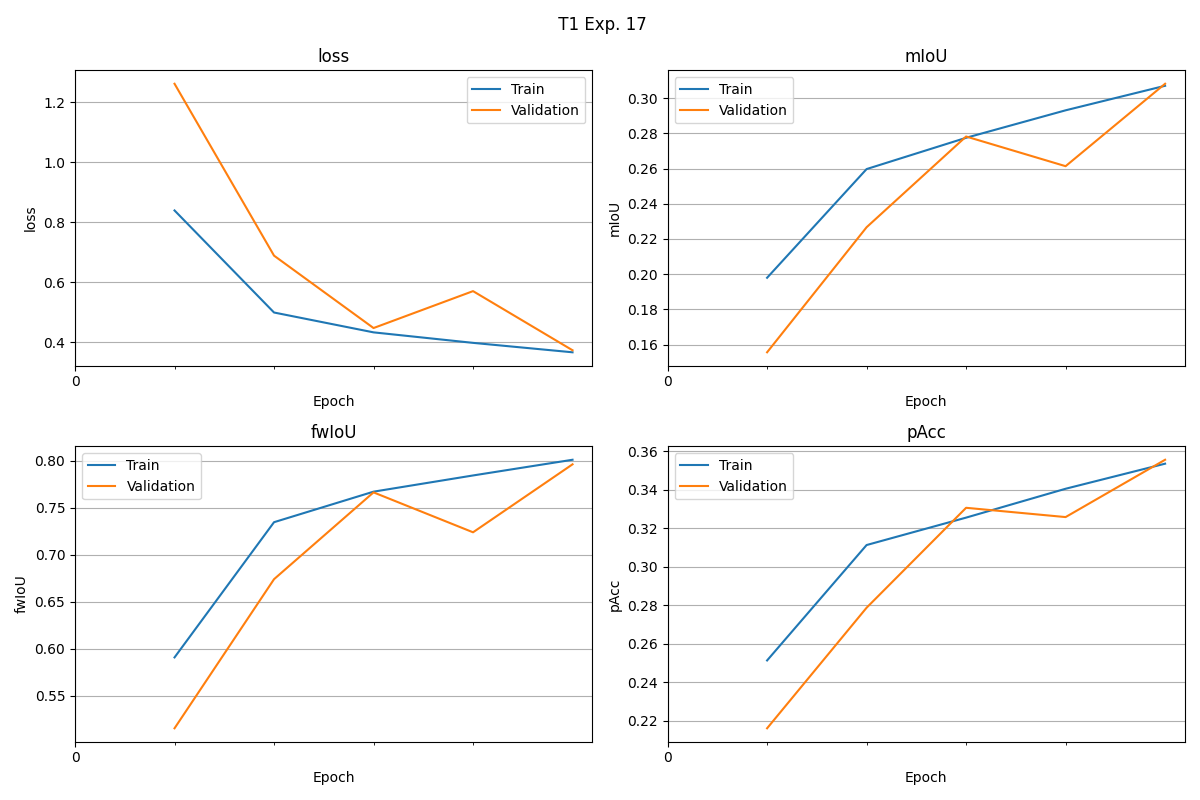 T1 Exp. 17
loss
mIoU
Train
Validation
1.2
1.0
0.8
0.6
0.4
loss
0
Epoch
Train
Validation
0.30
0.28
0.26
0.24
0.22
0.20
0.18
0.16
mIoU
0
Epoch
fwIoU
pAcc
Train
Validation
0.80
0.75
0.70
0.65
0.60
0.55
fwIoU
0
Epoch
Train
Validation
0.36
0.34
0.32
0.30
0.28
0.26
0.24
0.22
pAcc
0
Epoch